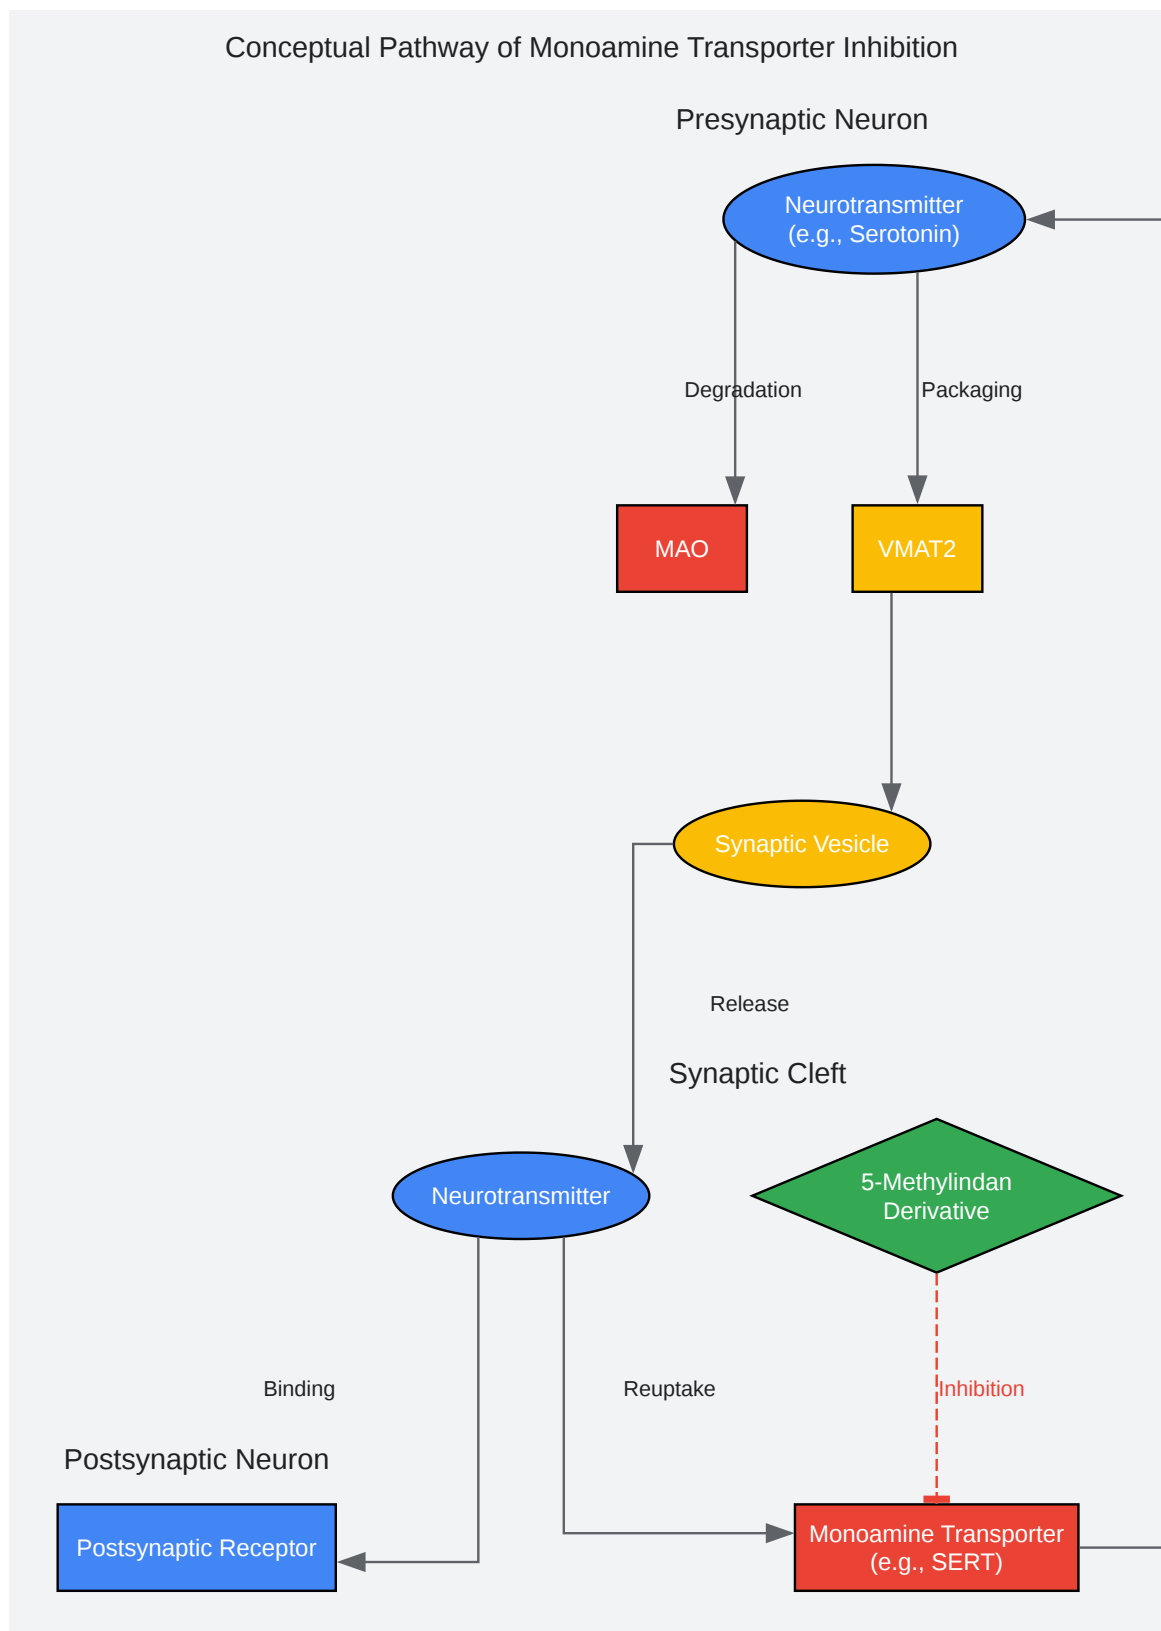 Conceptual Pathway of Monoamine Transporter Inhibition
Presynaptic Neuron
Neurotransmitter
(e.g., Serotonin)
Degradation
Packaging
MAO
VMAT2
Synaptic Vesicle
Release
Synaptic Cleft
Neurotransmitter
5-Methylindan
Derivative
Binding
Reuptake
Inhibition
Postsynaptic Neuron
Postsynaptic Receptor
Monoamine Transporter
(e.g., SERT)